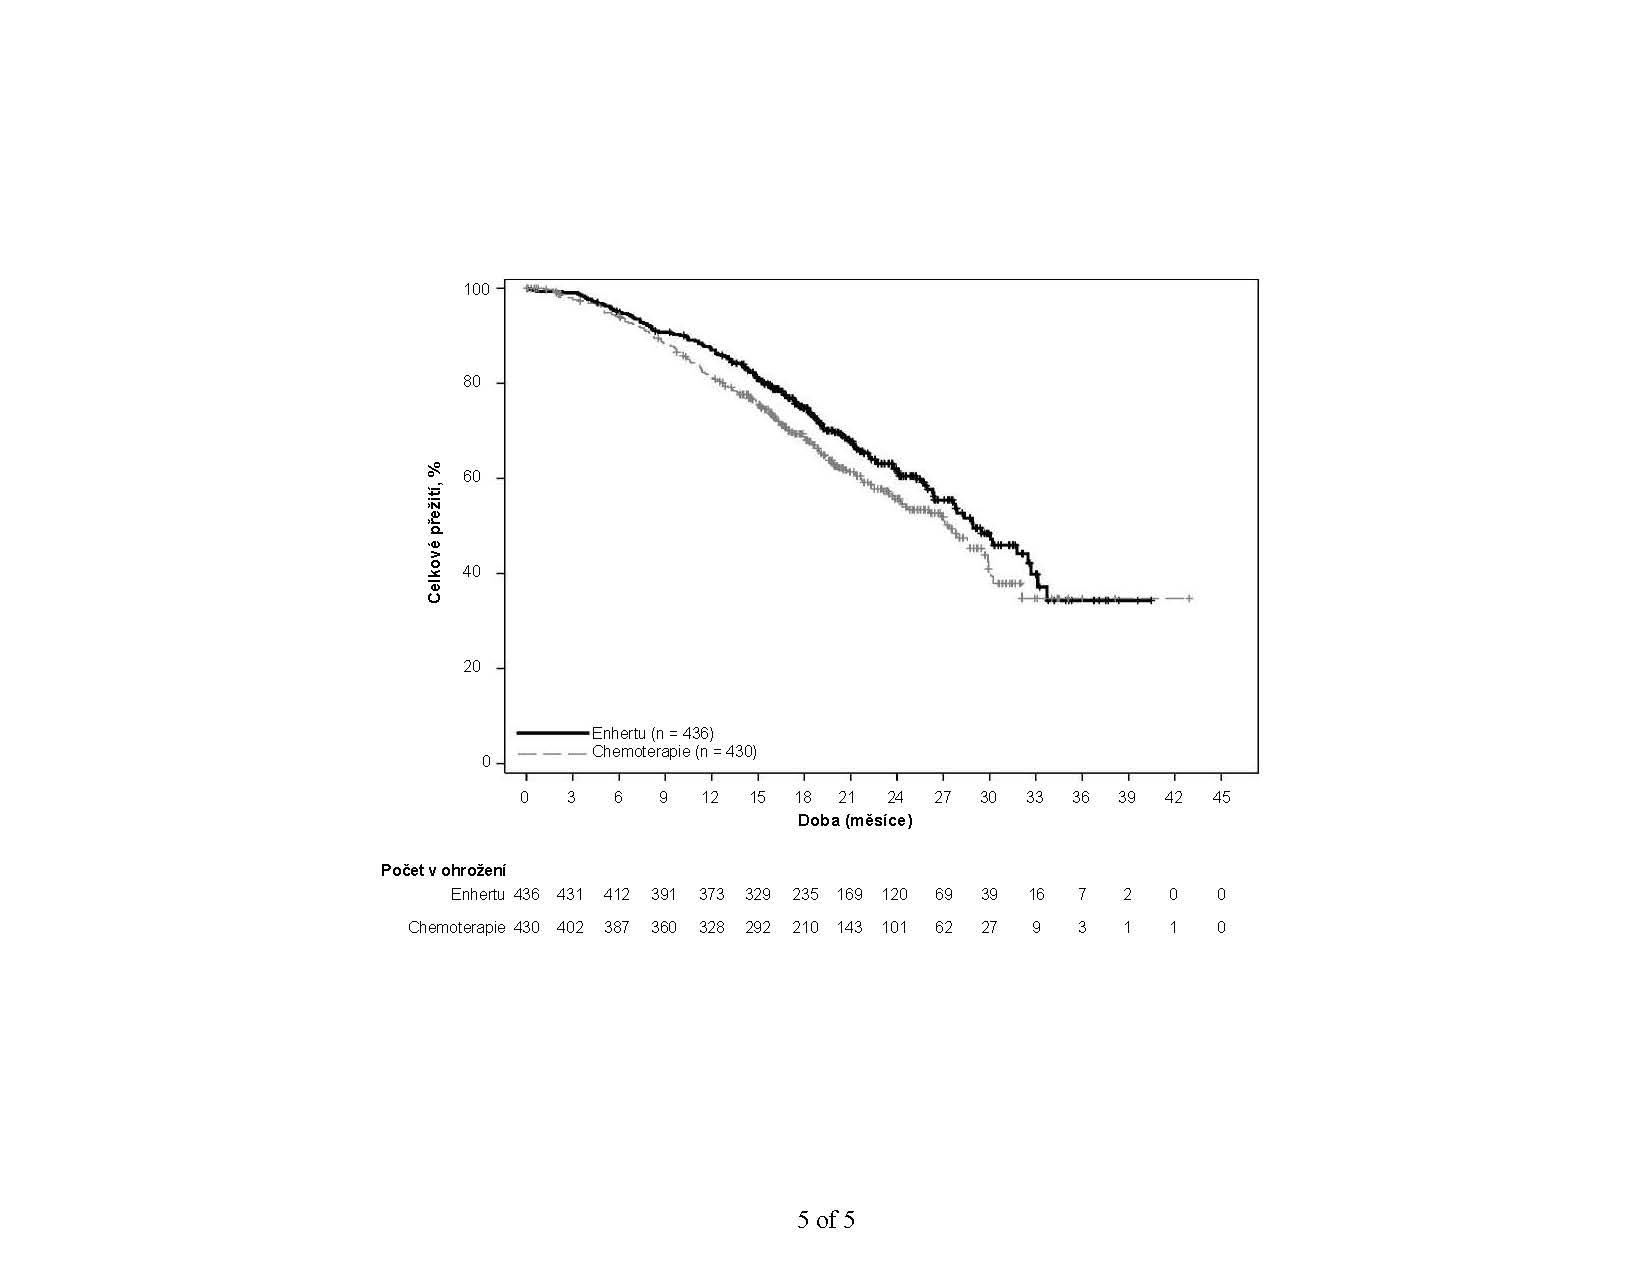 100
80
60
40
20
0
Celkové přežití, %
Enhertu (n = 436)
Chemoterapie (n = 430)
0 3 6 9 12 15 18 21 24 27 30 33 36 39 42 45
Doba (měsíce)
Počet v ohrožení
Enhertu 436 431 412 391 373 329 235 169 120 69 39 16 7 2 0 0
Chemoterapie 430 402 387 360 328 292 210 143 101 62 27 9 3 1 1 0
5 of 5